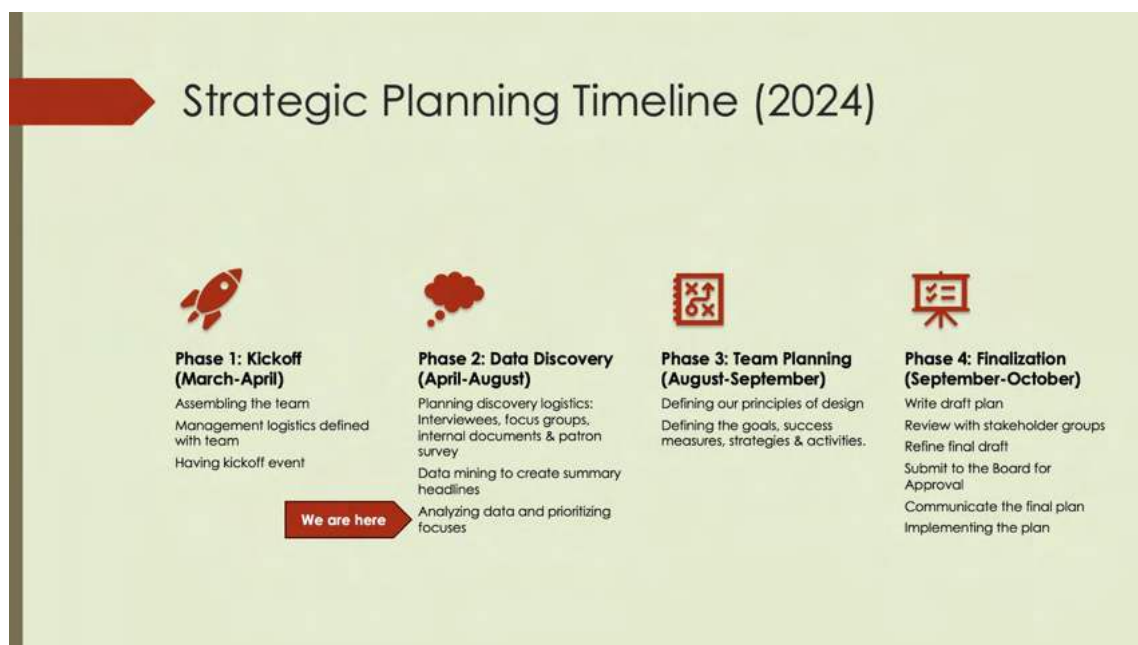 Strategic Planning Timeline (2024)
Phase 1: Kickoff
(March-April)
Assembling the team
Management logistics defined
with team
Having kickoff event
Phase 2: Data Discovery
(April-August)
Planning discovery logistics:
Interviewees, focus groups,
internal documents & patron
survey
Data mining to create summary
headlines
We are here
Analyzing data and prioritizing
focuses
Phase 3: Team Planning
(August-September)
Defining our principles of design
Defining the goals, success
measures, strategies & activities.
Phase 4: Finalization
(September-October)
Write draft plan
Review with stakeholder groups
Refine final draft
Submit to the Board for
Approval
Communicate the final plan
Implementing the plan